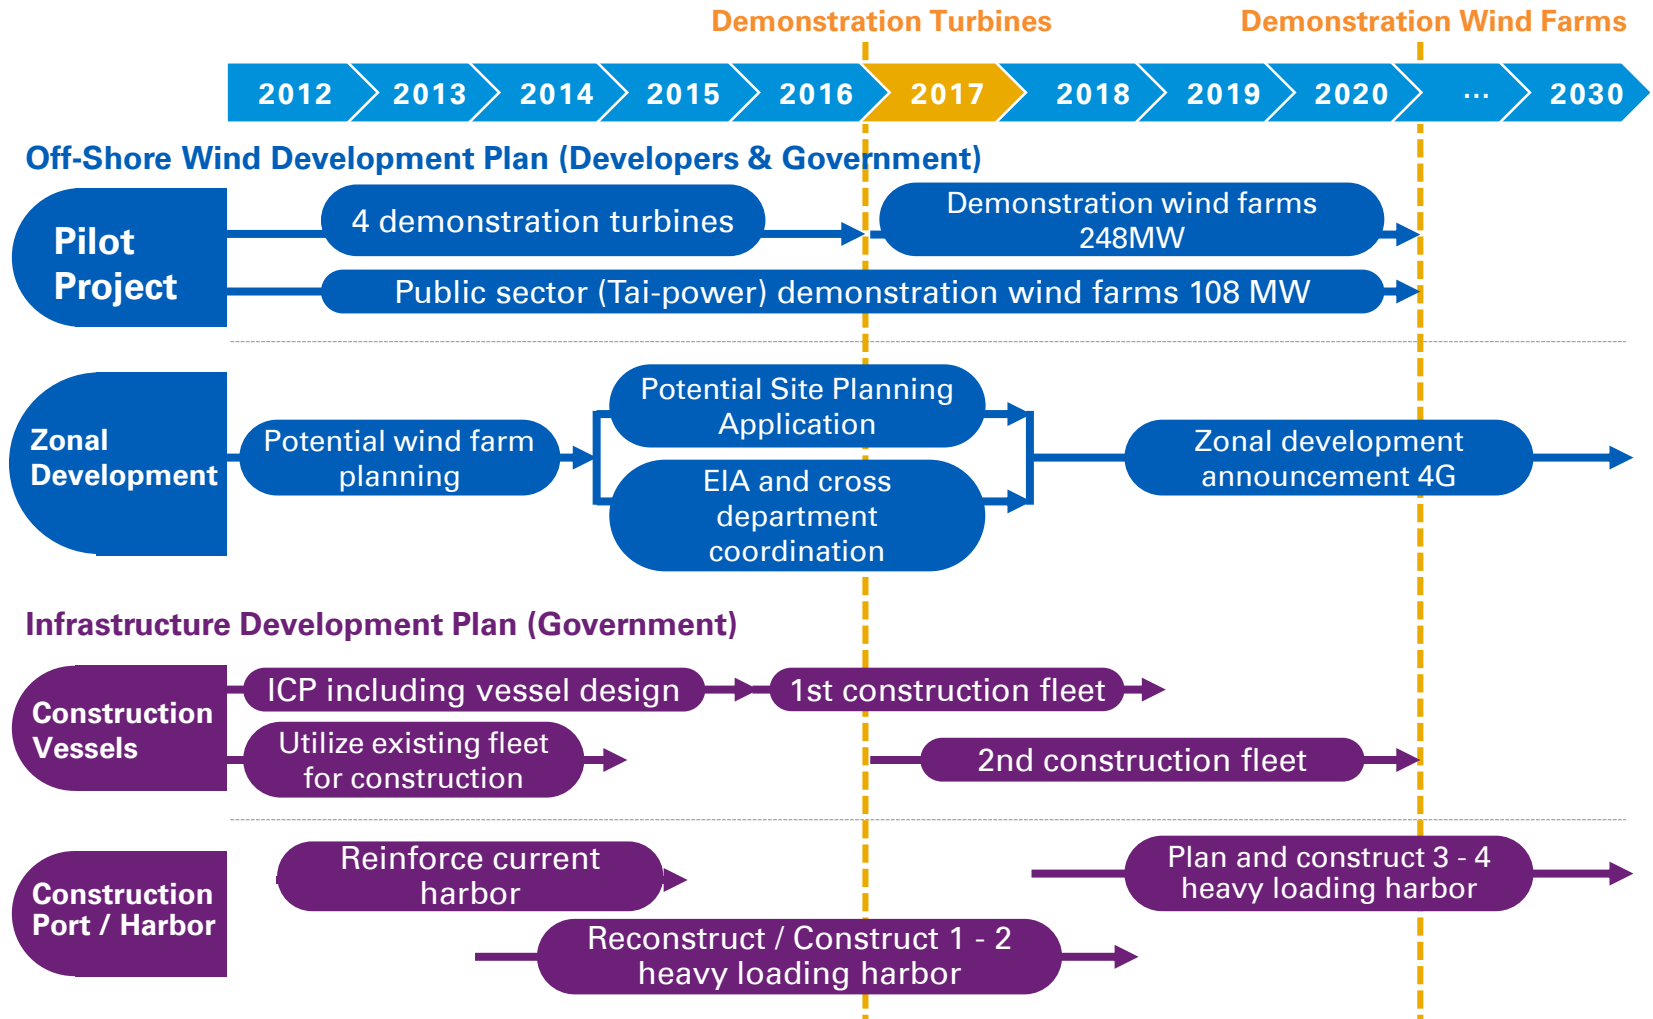 Demonstration Turbines
Demonstration Wind Farms
2012
2013
2014
2015
2016
2017
2018
2019
2020
...
2030
Off-Shore Wind Development Plan (Developers & Government)
Pilot
Project
4 demonstration turbines
Demonstration wind farms
248MW
Public sector (Tai-power) demonstration wind farms 108 MW
Zonal
Development
Potential wind farm
planning
Potential Site Planning
Application
EIA and cross
department
coordination
Zonal development
announcement 4G
Infrastructure Development Plan (Government)
Construction
Vessels
ICP including vessel design
1st construction fleet
Utilize existing fleet
for construction
2nd construction fleet
Construction
Port / Harbor
Reinforce current
harbor
Plan and construct 3 - 4
heavy loading harbor
Reconstruct / Construct 1 - 2
heavy loading harbor